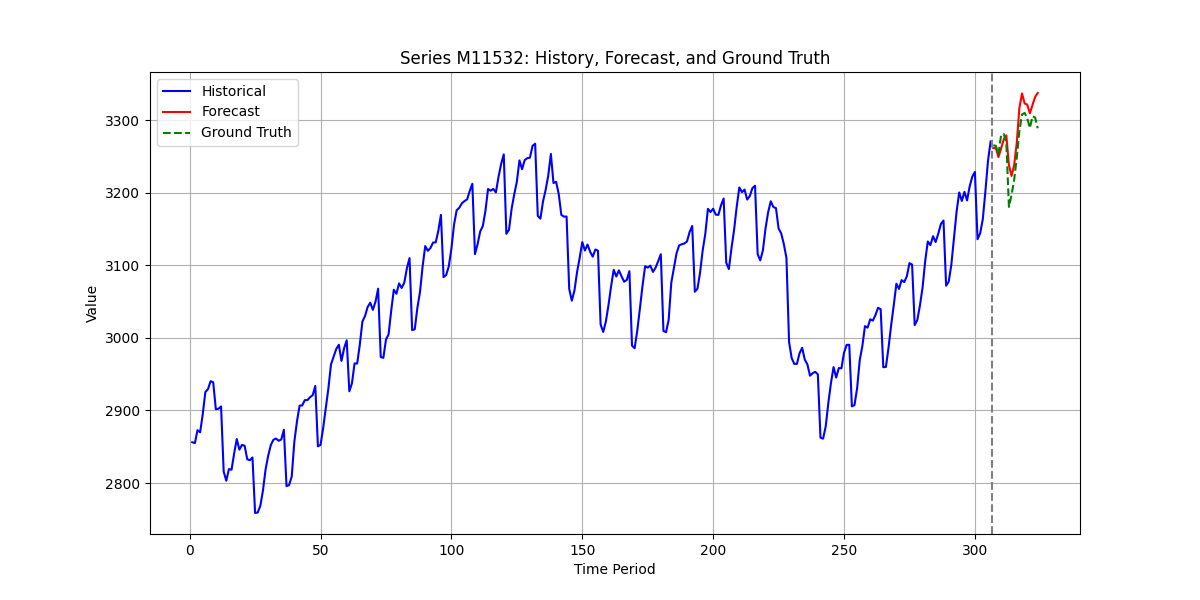 Series M11532: History, Forecast, and Ground Truth
Historical
Forecast
Ground Truth
Value
3300
3200
3100
3000
2900
2800
0 50 100 150 200 250 300
Time Period